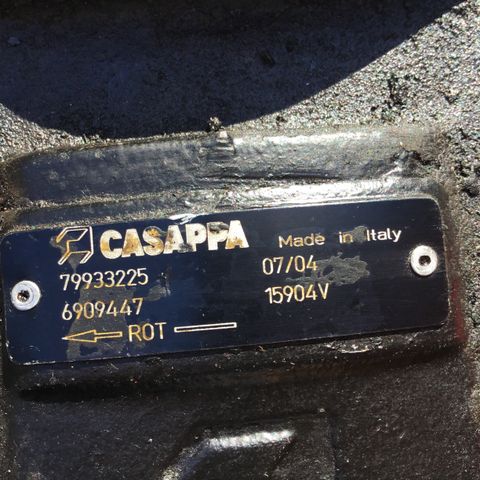 CASAPPA Made in Italy
79933225 07/04
6909447 15904V
ROT